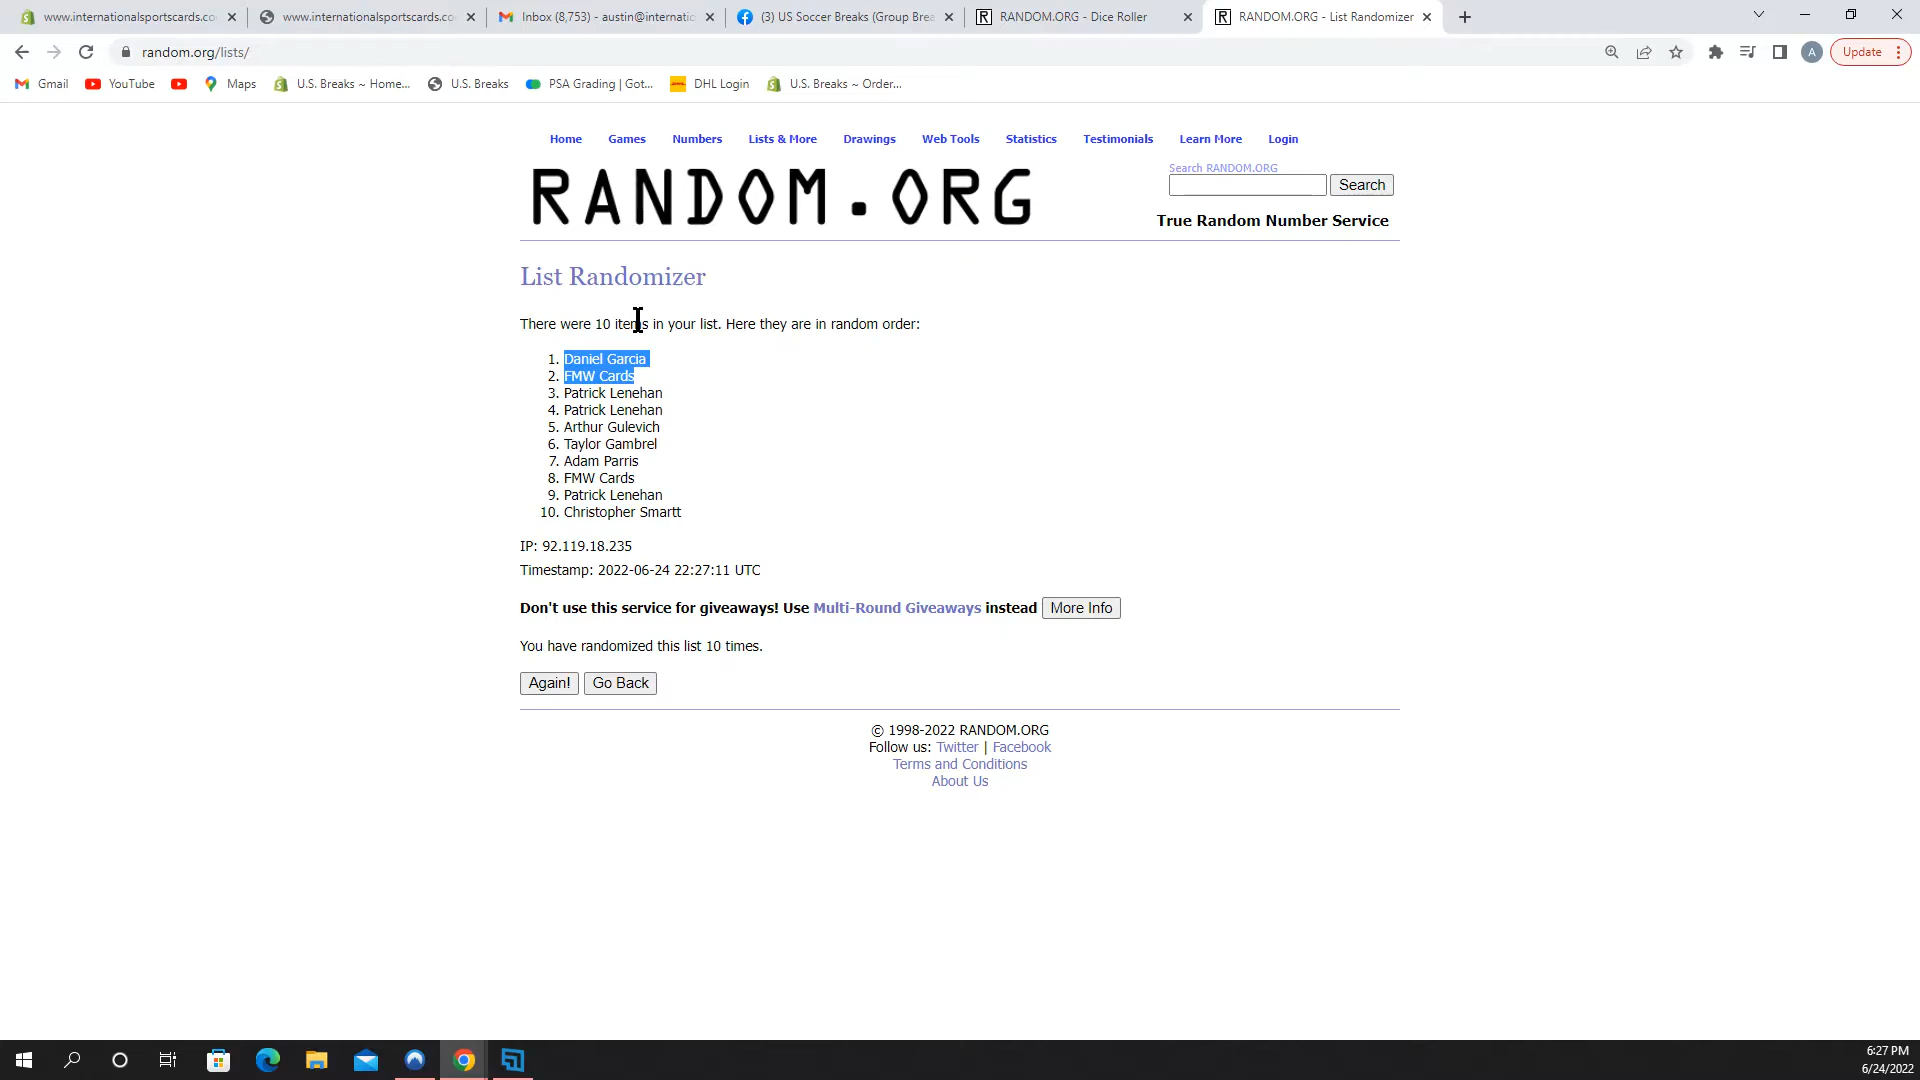 www.internationalsportscards.co
www.internationalsportscards.co
Inbox (8,753) - austin@internatio
(3) US Soccer Breaks (Group Brea
RANDOM.ORG - Dice Roller
RANDOM.ORG - List Randomizer
random.org/lists/
A
Update
Gmail
YouTube
Maps
U.S. Breaks ~ Home...
U.S. Breaks
PSA Grading | Got...
DHL Login
U.S. Breaks ~ Order...
Home Games Numbers Lists & More Drawings Web Tools Statistics Testimonials Learn More Login
RANDOM.ORG
Search RANDOM.ORG
Search
True Random Number Service
List Randomizer
There were 10 items in your list. Here they are in random order:
1. Daniel Garcia
2. FMW Cards
3. Patrick Lenehan
4. Patrick Lenehan
5. Arthur Gulevich
6. Taylor Gambrel
7. Adam Parris
8. FMW Cards
9. Patrick Lenehan
10. Christopher Smartt
IP: 92.119.18.235
Timestamp: 2022-06-24 22:27:11 UTC
Don't use this service for giveaways! Use Multi-Round Giveaways instead More Info
You have randomized this list 10 times.
Again! Go Back
© 1998-2022 RANDOM.ORG
Follow us: Twitter | Facebook
Terms and Conditions
About Us
6:27 PM
6/24/2022